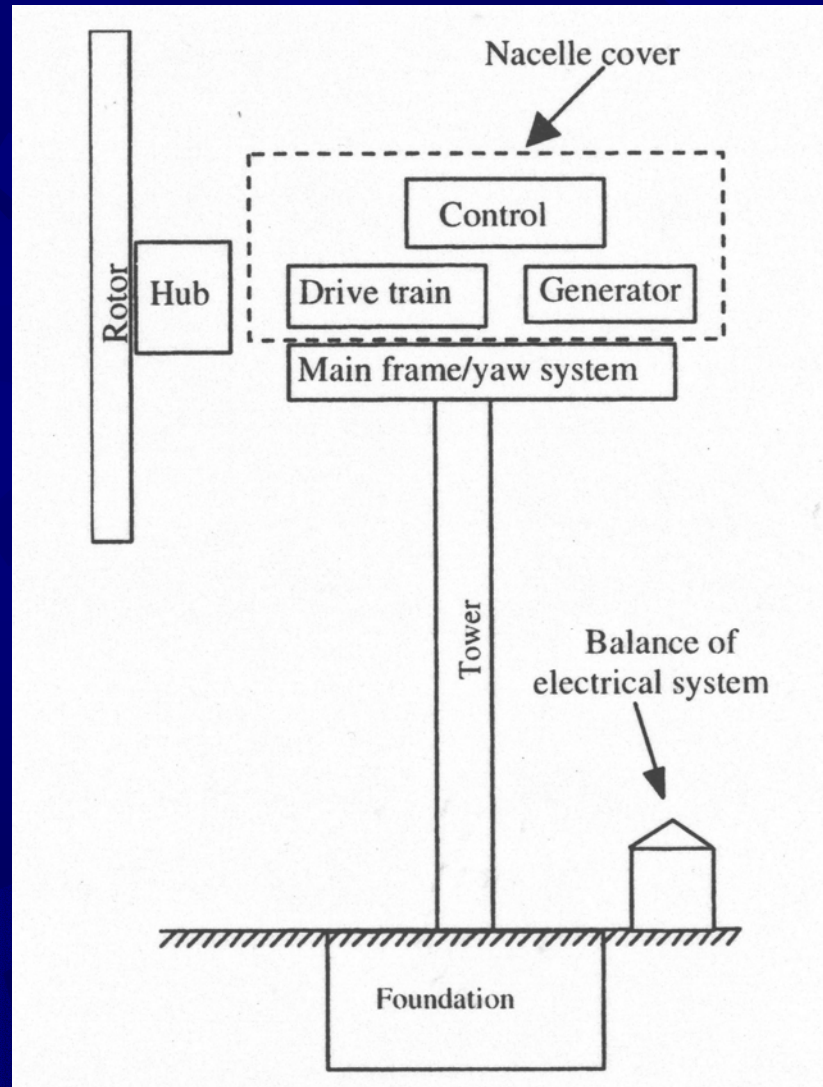 Nacelle cover
Control
Rotor
Hub
Drive train
Generator
Main frame/yaw system
Tower
Balance of
electrical system
Foundation